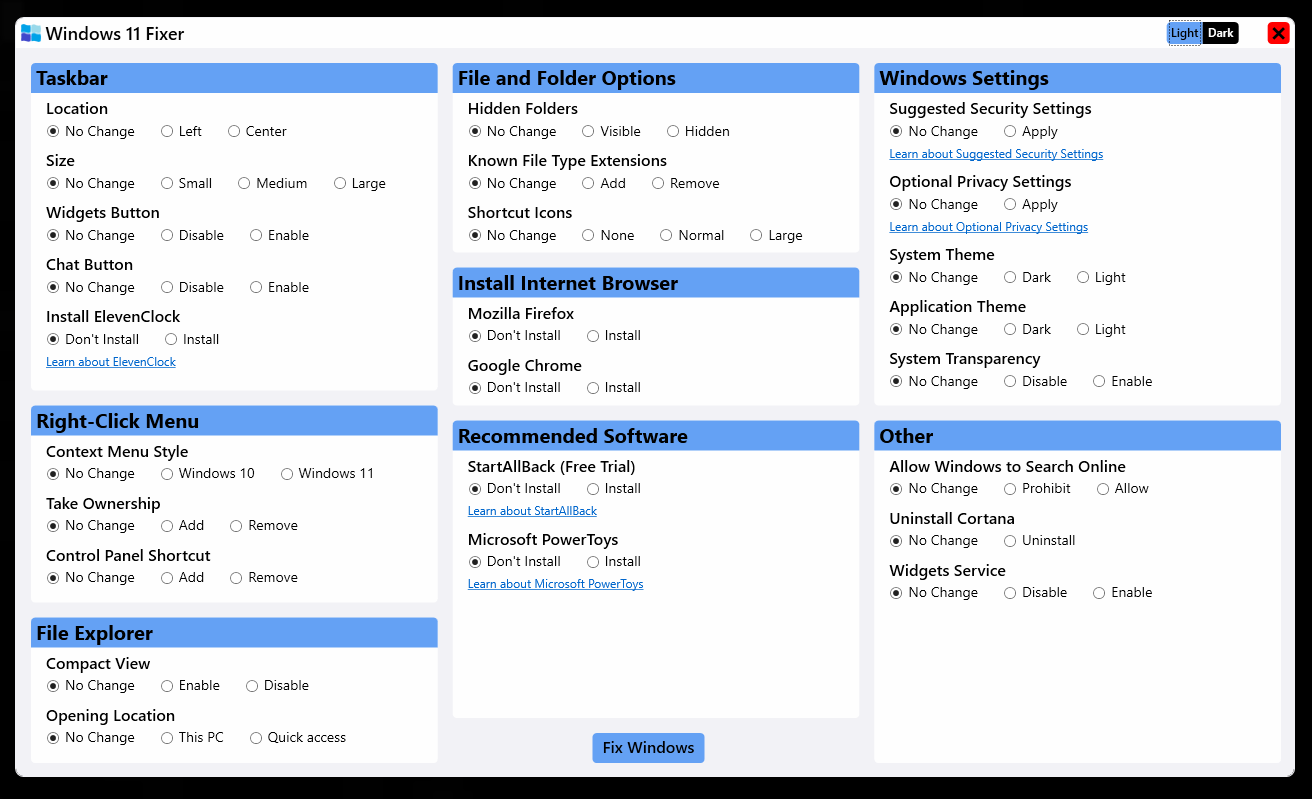 Windows 11 Fixer
Light Dark
Taskbar
Location
No Change Left Center
Size
No Change Small Medium Large
Widgets Button
No Change Disable Enable
Chat Button
No Change Disable Enable
Install ElevenClock
Don't Install Install
Learn about ElevenClock
Right-Click Menu
Context Menu Style
No Change Windows 10 Windows 11
Take Ownership
No Change Add Remove
Control Panel Shortcut
No Change Add Remove
File Explorer
Compact View
No Change Enable Disable
Opening Location
No Change This PC Quick access
File and Folder Options
Hidden Folders
No Change Visible Hidden
Known File Type Extensions
No Change Add Remove
Shortcut Icons
No Change None Normal Large
Install Internet Browser
Mozilla Firefox
Don't Install Install
Google Chrome
Don't Install Install
Recommended Software
StartAllBack (Free Trial)
Don't Install Install
Learn about StartAllBack
Microsoft PowerToys
Don't Install Install
Learn about Microsoft PowerToys
Fix Windows
Windows Settings
Suggested Security Settings
No Change Apply
Learn about Suggested Security Settings
Optional Privacy Settings
No Change Apply
Learn about Optional Privacy Settings
System Theme
No Change Dark Light
Application Theme
No Change Dark Light
System Transparency
No Change Disable Enable
Other
Allow Windows to Search Online
No Change Prohibit Allow
Uninstall Cortana
No Change Uninstall
Widgets Service
No Change Disable Enable